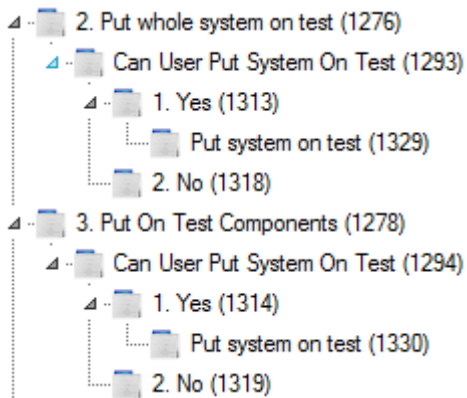 2. Put whole system on test (1276)
Can User Put System On Test (1293)
1. Yes (1313)
Put system on test (1329)
2. No (1318)
3. Put On Test Components (1278)
Can User Put System On Test (1294)
1. Yes (1314)
Put system on test (1330)
2. No (1319)